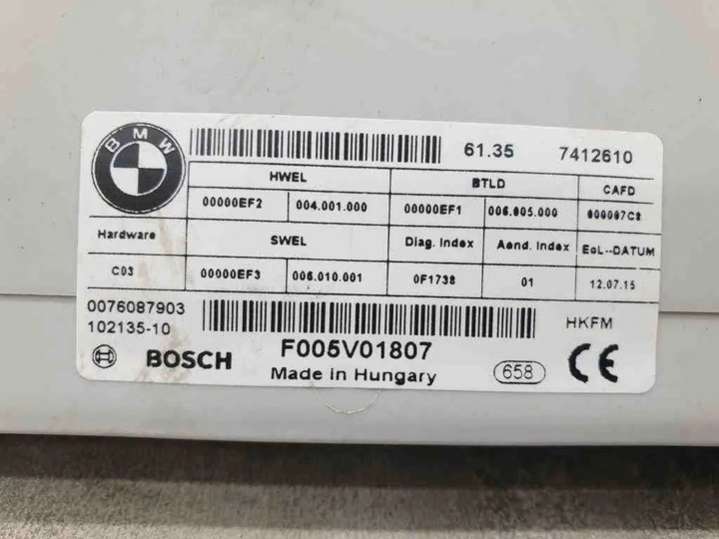 BMW
61.35 7412610
HWEL BTLD CAFD
00000EF2 004.001.000 00000EF1 006.005.000
Hardware SWEL Diag. Index Aend. Index EoL--DATUM
C03 00000EF3 006.010.001 0F1738 01 12.07.15
0076087903
102135-10 HKFM
BOSCH F005V01807
Made in Hungary 658 CE